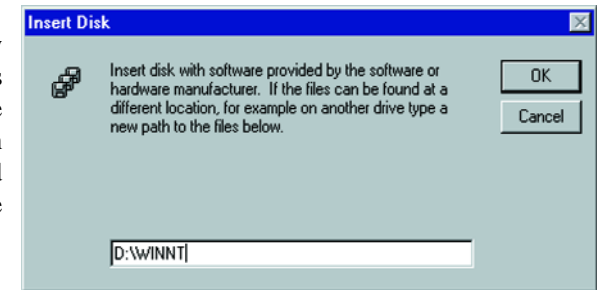 Insert Disk
Insert disk with software provided by the software or
hardware manufacturer. If the files can be found at a
different location, for example on another drive type a
new path to the files below.
OK
Cancel
D:\WINNT